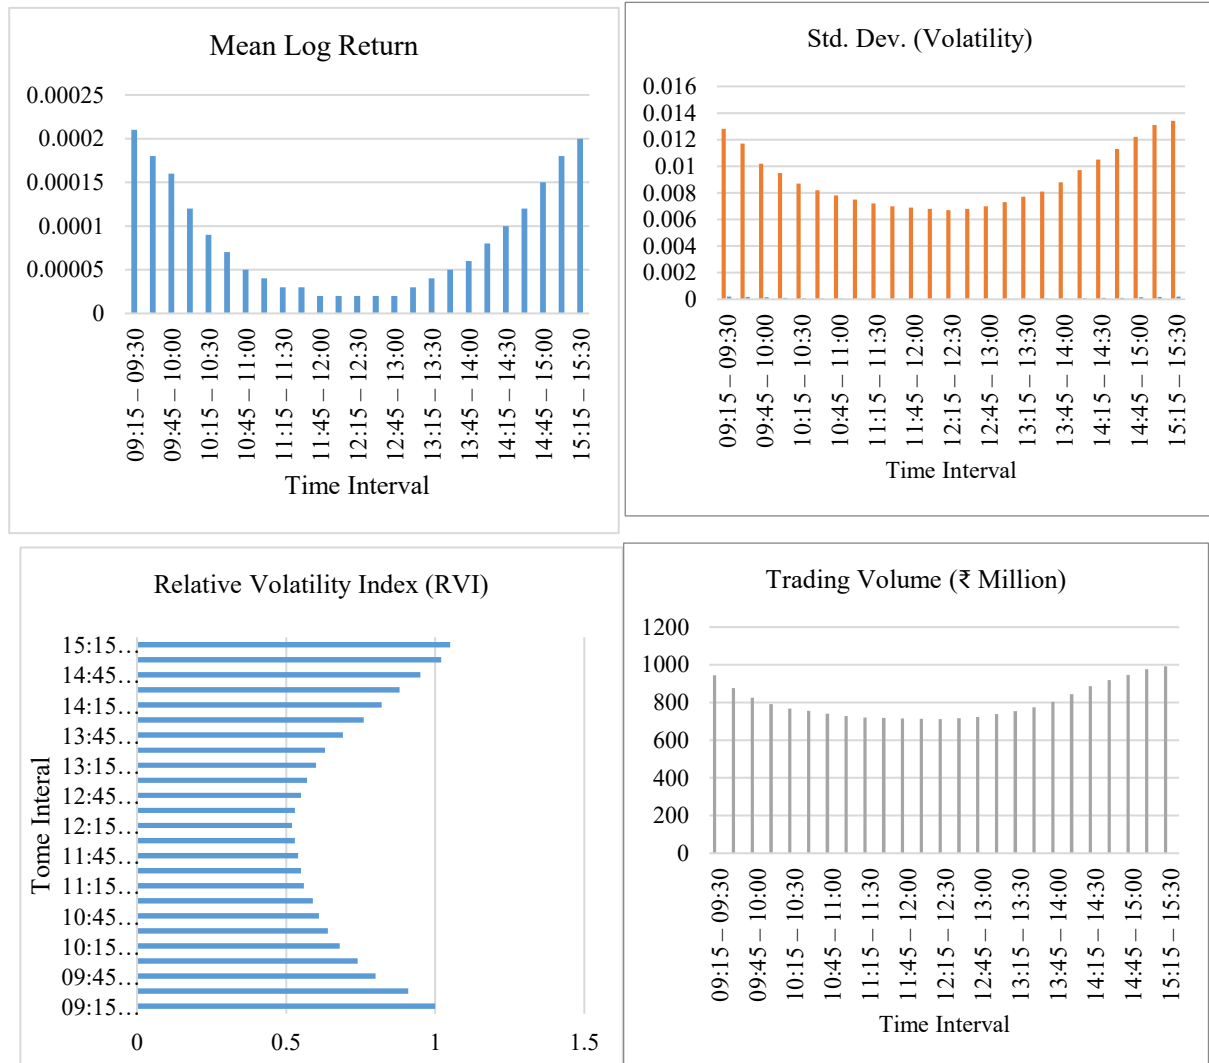 Mean Log Return
0.00025
0.0002
0.00015
0.0001
0.00005
0
09:15 – 09:30
09:45 – 10:00
10:15 – 10:30
10:45 – 11:00
11:15 – 11:30
11:45 – 12:00
12:15 – 12:30
12:45 – 13:00
13:15 – 13:30
13:45 – 14:00
14:15 – 14:30
14:45 – 15:00
15:15 – 15:30
Time Interval
Std. Dev. (Volatility)
0.016
0.014
0.012
0.01
0.008
0.006
0.004
0.002
0
09:15 – 09:30
09:45 – 10:00
10:15 – 10:30
10:45 – 11:00
11:15 – 11:30
11:45 – 12:00
12:15 – 12:30
12:45 – 13:00
13:15 – 13:30
13:45 – 14:00
14:15 – 14:30
14:45 – 15:00
15:15 – 15:30
Time Interval
Relative Volatility Index (RVI)
Tome Interal
15:15…
14:45…
14:15…
13:45…
13:15…
12:45…
12:15…
11:45…
11:15…
10:45…
10:15…
09:45…
09:15…
0 0.5 1 1.5
Trading Volume (₹ Million)
1200
1000
800
600
400
200
0
09:15 – 09:30
09:45 – 10:00
10:15 – 10:30
10:45 – 11:00
11:15 – 11:30
11:45 – 12:00
12:15 – 12:30
12:45 – 13:00
13:15 – 13:30
13:45 – 14:00
14:15 – 14:30
14:45 – 15:00
15:15 – 15:30
Time Interval